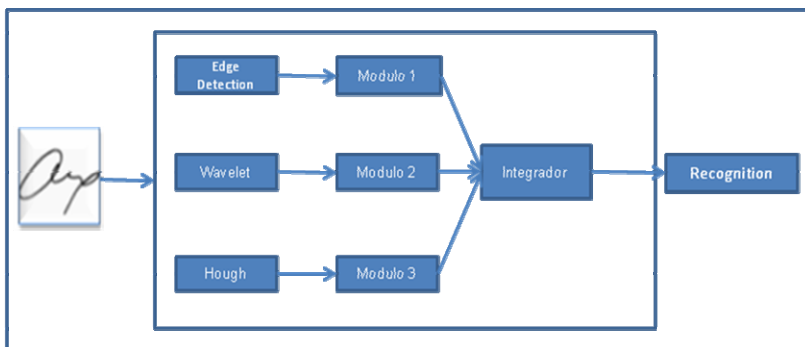 Edge
Detection
Modulo 1
Wavelet
Modulo 2
Integrador
Recognition
Hough
Modulo 3